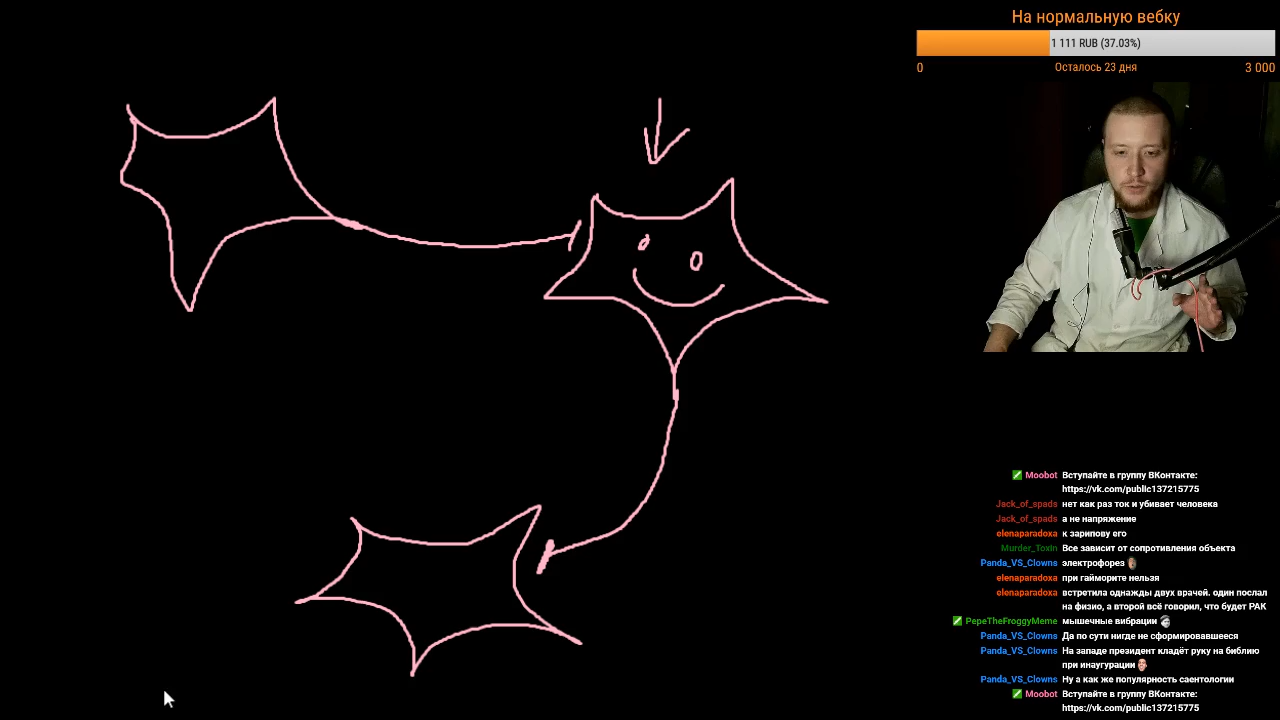 На нормальную вебку
1 111 RUB (37.03%)
0 Осталось 23 дня 3 000
Moobot Вступайте в группу ВКонтакте:
https://vk.com/public137215775
Jack_of_spads нет как раз ток и убивает человека
Jack_of_spads а не напряжение
elenaparadoxa к зарипову его
Murder_Toxin Все зависит от сопротивления объекта
Panda_VS_Clowns электрофорез
elenaparadoxa при гайморите нельзя
elenaparadoxa встретила однажды двух врачей. один послал
на физио, а второй всё говорил, что будет РАК
PepeTheFroggyMeme мышечные вибрации
Panda_VS_Clowns Да по сути нигде не сформировавшееся
Panda_VS_Clowns На западе президент кладёт руку на библию
при инаугурации
Panda_VS_Clowns Ну а как же популярность саентологии
Moobot Вступайте в группу ВКонтакте:
https://vk.com/public137215775